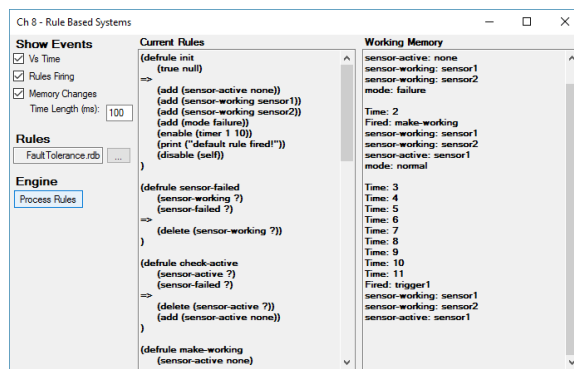 Ch 8 - Rule Based Systems
Show Events
Vs Time
Rules Firing
Memory Changes
Time Length (ms): 100
Rules
FaultTolerance.rdb ...
Engine
Process Rules
Current Rules
(defrule init
(true null)
=>
(add (sensor-active none))
(add (sensor-working sensor1))
(add (sensor-working sensor2))
(add (mode failure))
(enable (timer 1 10))
(print ("default rule fired!"))
(disable (self))
)
(defrule sensor-failed
(sensor-working ?)
(sensor-failed ?)
=>
(delete (sensor-working ?))
)
(defrule check-active
(sensor-active ?)
(sensor-failed ?)
=>
(delete (sensor-active ?))
(add (sensor-active none))
)
(defrule make-working
(sensor-active none)
Working Memory
sensor-active: none
sensor-working: sensor1
sensor-working: sensor2
mode: failure
Time: 2
Fired: make-working
sensor-working: sensor1
sensor-working: sensor2
sensor-active: sensor1
mode: normal
Time: 3
Time: 4
Time: 5
Time: 6
Time: 7
Time: 8
Time: 9
Time: 10
Time: 11
Fired: trigger1
sensor-working: sensor1
sensor-working: sensor2
sensor-active: sensor1